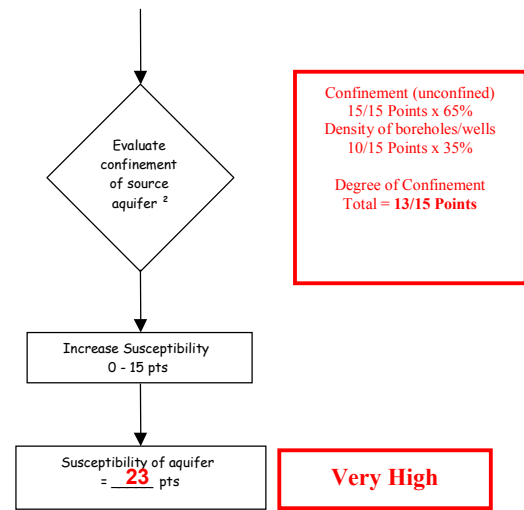 Evaluate
confinement
of source
aquifer ²
Confinement (unconfined)
15/15 Points x 65%
Density of boreholes/wells
10/15 Points x 35%
Degree of Confinement
Total = 13/15 Points
Increase Susceptibility
0 - 15 pts
Susceptibility of aquifer
= __23__ pts
Very High